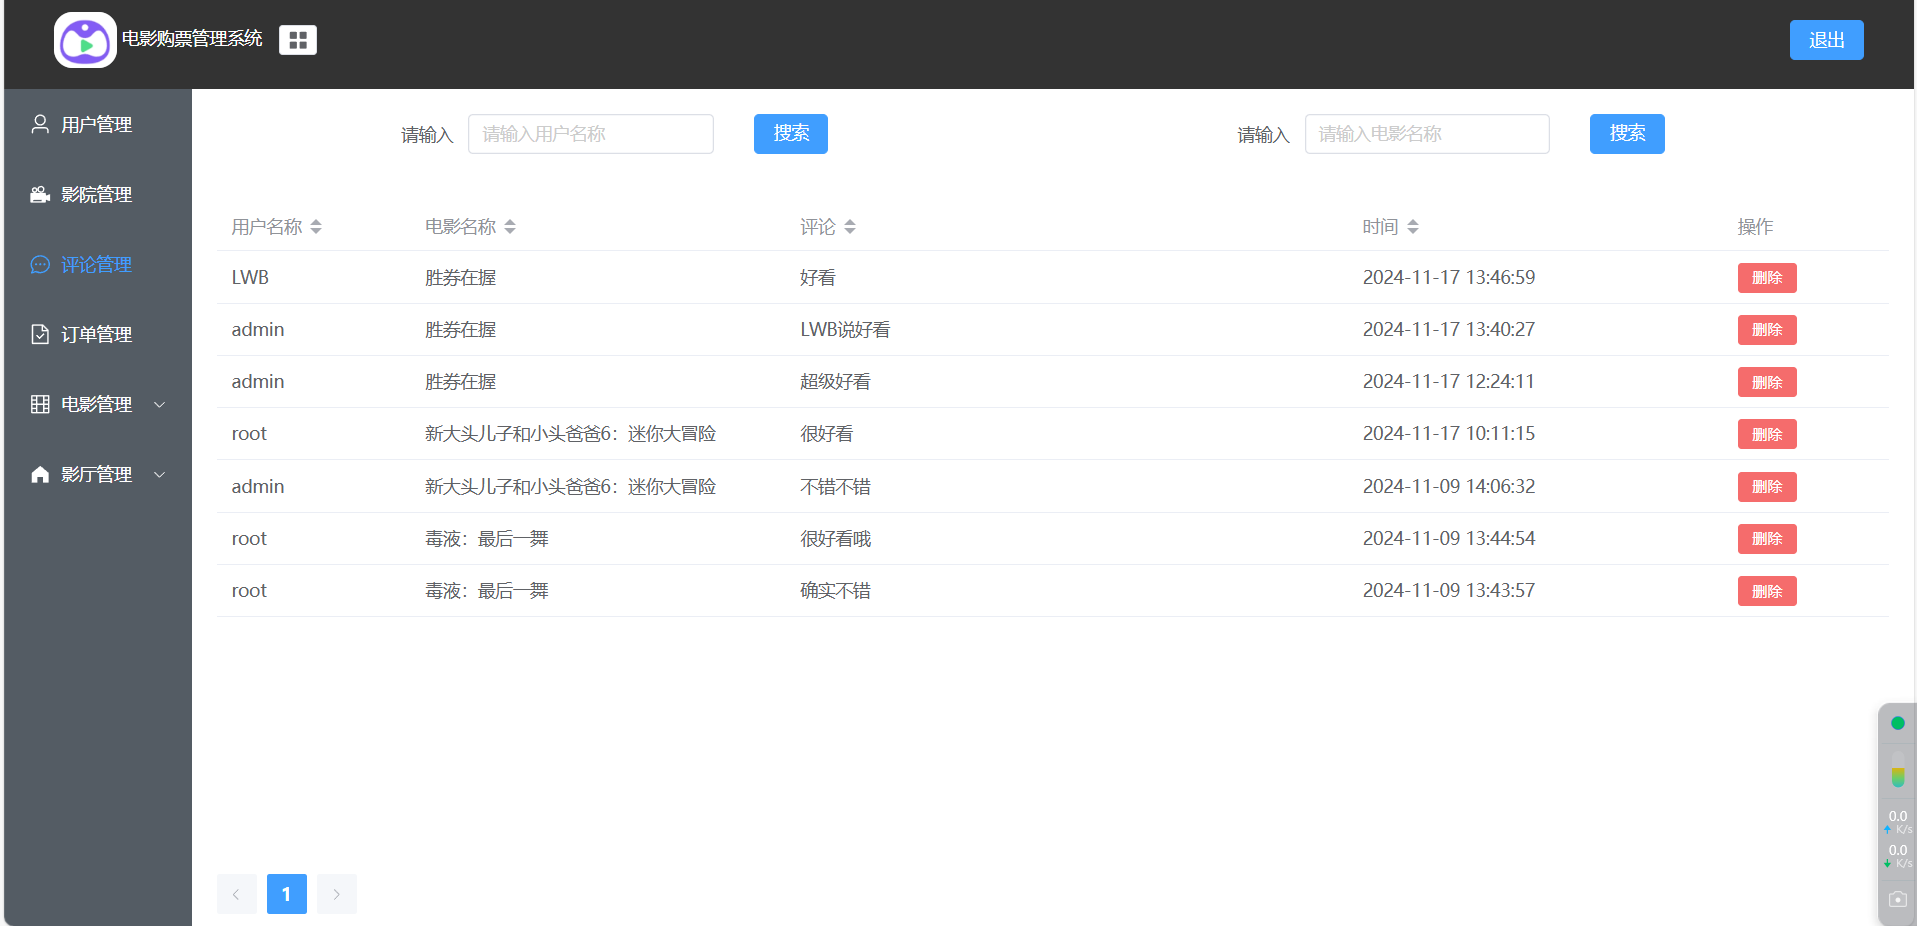 电影购票管理系统
退出
用户管理
影院管理
评论管理
订单管理
电影管理
影厅管理
请输入 请输入用户名称 搜索 请输入 请输入电影名称 搜索
用户名称 电影名称 评论 时间 操作
LWB 胜券在握 好看 2024-11-17 13:46:59 删除
admin 胜券在握 LWB说好看 2024-11-17 13:40:27 删除
admin 胜券在握 超级好看 2024-11-17 12:24:11 删除
root 新大头儿子和小头爸爸6：迷你大冒险 很好看 2024-11-17 10:11:15 删除
admin 新大头儿子和小头爸爸6：迷你大冒险 不错不错 2024-11-09 14:06:32 删除
root 毒液：最后一舞 很好看哦 2024-11-09 13:44:54 删除
root 毒液：最后一舞 确实不错 2024-11-09 13:43:57 删除
1
0.0
K/s
0.0
K/s